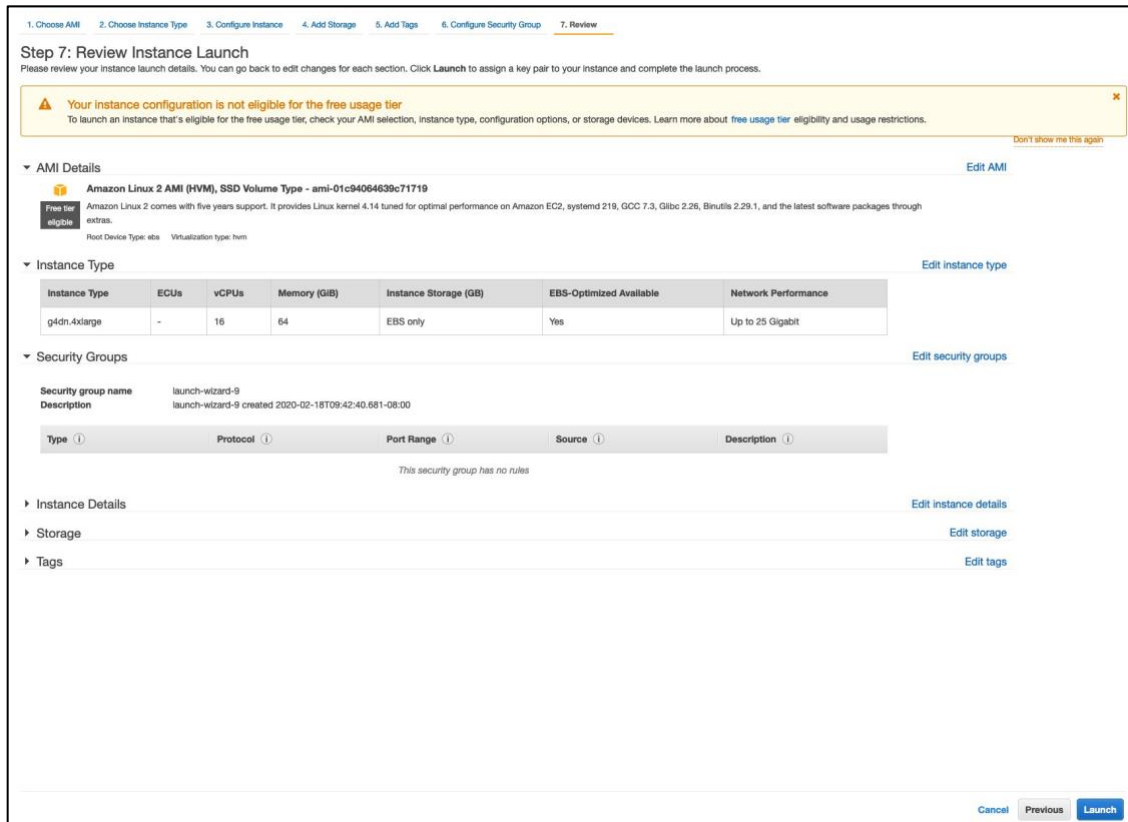 1. Choose AMI 2. Choose Instance Type 3. Configure Instance 4. Add Storage 5. Add Tags 6. Configure Security Group 7. Review
Step 7: Review Instance Launch
Please review your instance launch details. You can go back to edit changes for each section. Click Launch to assign a key pair to your instance and complete the launch process.
Your instance configuration is not eligible for the free usage tier
To launch an instance that's eligible for the free usage tier, check your AMI selection, instance type, configuration options, or storage devices. Learn more about free usage tier eligibility and usage restrictions.
Don't show me this again
AMI Details Edit AMI
Amazon Linux 2 AMI (HVM), SSD Volume Type - ami-01c94064639c71719
Free tier eligible
Amazon Linux 2 comes with five years support. It provides Linux kernel 4.14 tuned for optimal performance on Amazon EC2, systemd 219, GCC 7.3, Glibc 2.26, Binutils 2.29.1, and the latest software packages through
extras.
Root Device Type: ebs Virtualization type: hvm
Instance Type Edit instance type
Instance Type ECUs vCPUs Memory (GiB) Instance Storage (GB) EBS-Optimized Available Network Performance
g4dn.4xlarge - 16 64 EBS only Yes Up to 25 Gigabit
Security Groups Edit security groups
Security group name launch-wizard-9
Description launch-wizard-9 created 2020-02-18T09:42:40.681-08:00
Type Protocol Port Range Source Description
This security group has no rules
Instance Details Edit instance details
Storage Edit storage
Tags Edit tags
Cancel Previous Launch